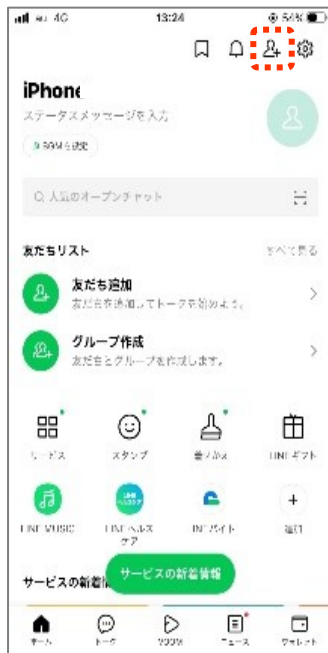 au 4G
13:24
54%
iPhone
ステータスメッセージを入力
BGMを設定
人気のオープンチャット
友だちリスト
すべて見る
友だち追加
友だちを追加してトークを始めよう。
グループ作成
友だちとグループを作成します。
サービス
スタンプ
着せかえ
LINEギフト
LINE MUSIC
LINEヘルスケア
LINEバイト
追加
サービスの新着情
サービスの新着情報
ホーム
トーク
VOOM
ニュース
ウォレット